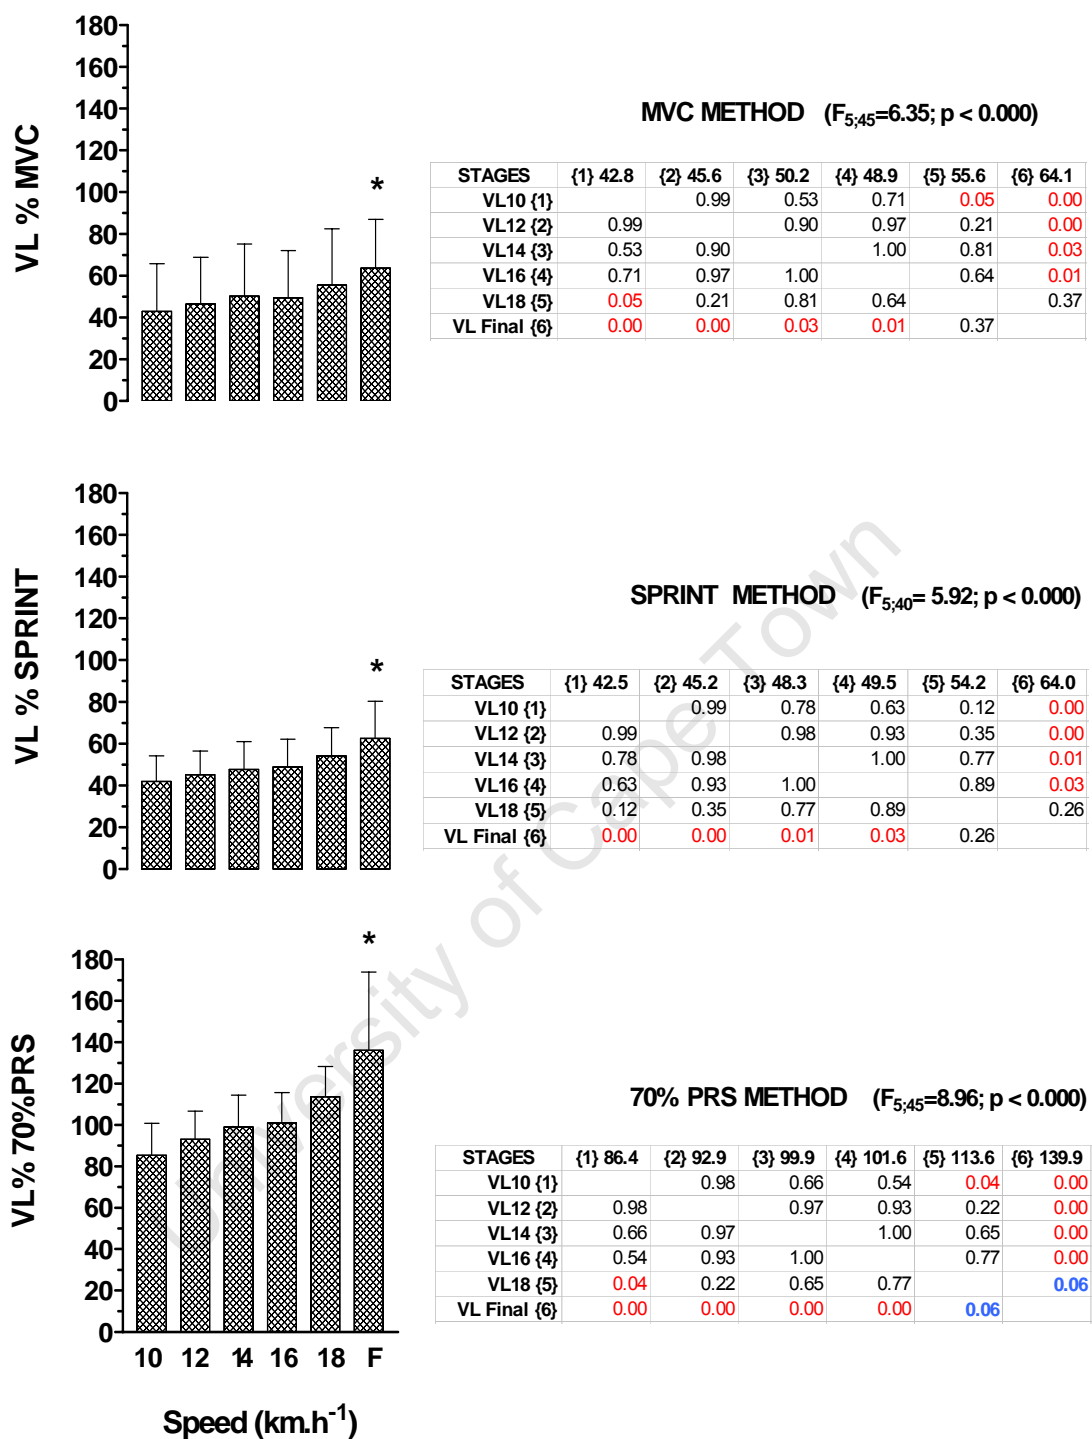 VL % MVC
180
160
140
120
100
80
60
40
20
0
*
MVC METHOD (F5;45=6.35; p < 0.000)
STAGES {1} 42.8 {2} 45.6 {3} 50.2 {4} 48.9 {5} 55.6 {6} 64.1
VL10 {1} 0.99 0.53 0.71 0.05 0.00
VL12 {2} 0.99 0.90 0.97 0.21 0.00
VL14 {3} 0.53 0.90 1.00 0.81 0.03
VL16 {4} 0.71 0.97 1.00 0.64 0.01
VL18 {5} 0.05 0.21 0.81 0.64 0.37
VL Final {6} 0.00 0.00 0.03 0.01 0.37
VL % SPRINT
180
160
140
120
100
80
60
40
20
0
*
SPRINT METHOD (F5;40= 5.92; p < 0.000)
STAGES {1} 42.5 {2} 45.2 {3} 48.3 {4} 49.5 {5} 54.2 {6} 64.0
VL10 {1} 0.99 0.78 0.63 0.12 0.00
VL12 {2} 0.99 0.98 0.93 0.35 0.00
VL14 {3} 0.78 0.98 1.00 0.77 0.01
VL16 {4} 0.63 0.93 1.00 0.89 0.03
VL18 {5} 0.12 0.35 0.77 0.89 0.26
VL Final {6} 0.00 0.00 0.01 0.03 0.26
VL% 70%PRS
180
160
140
120
100
80
60
40
20
0
*
10 12 14 16 18 F
Speed (km.h-1)
70% PRS METHOD (F5;45=8.96; p < 0.000)
STAGES {1} 86.4 {2} 92.9 {3} 99.9 {4} 101.6 {5} 113.6 {6} 139.9
VL10 {1} 0.98 0.66 0.54 0.04 0.00
VL12 {2} 0.98 0.97 0.93 0.22 0.00
VL14 {3} 0.66 0.97 1.00 0.65 0.00
VL16 {4} 0.54 0.93 1.00 0.77 0.00
VL18 {5} 0.04 0.22 0.65 0.77 0.06
VL Final {6} 0.00 0.00 0.00 0.00 0.06
University of Cape Town